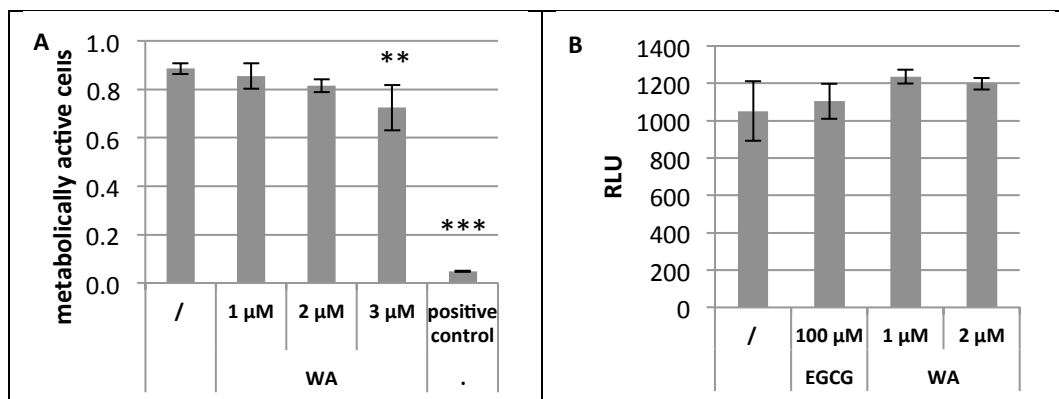 A
metabolically active cells
1.0
0.8
0.6
0.4
0.2
0.0
**
***
/
1 μM
2 μM
3 μM
positive
control
WA
.
B
RLU
1400
1200
1000
800
600
400
200
0
/
100 μM
1 μM
2 μM
EGCG
WA